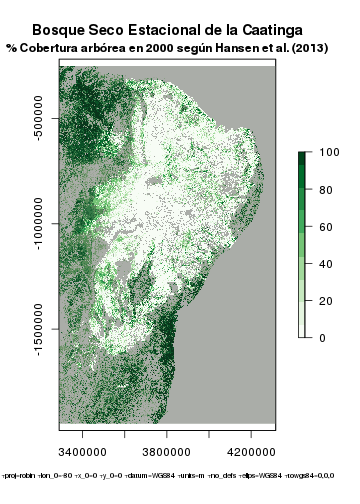 Bosque Seco Estacional de la Caatinga
% Cobertura arbórea en 2000 según Hansen et al. (2013)
-500000
-1000000
-1500000
3400000 3800000 4200000
100
80
60
40
20
0
+proj=robin +lon_0=-80 +x_0=0 +y_0=0 +datum=WGS84 +units=m +no_defs +ellps=WGS84 +towgs84=0,0,0